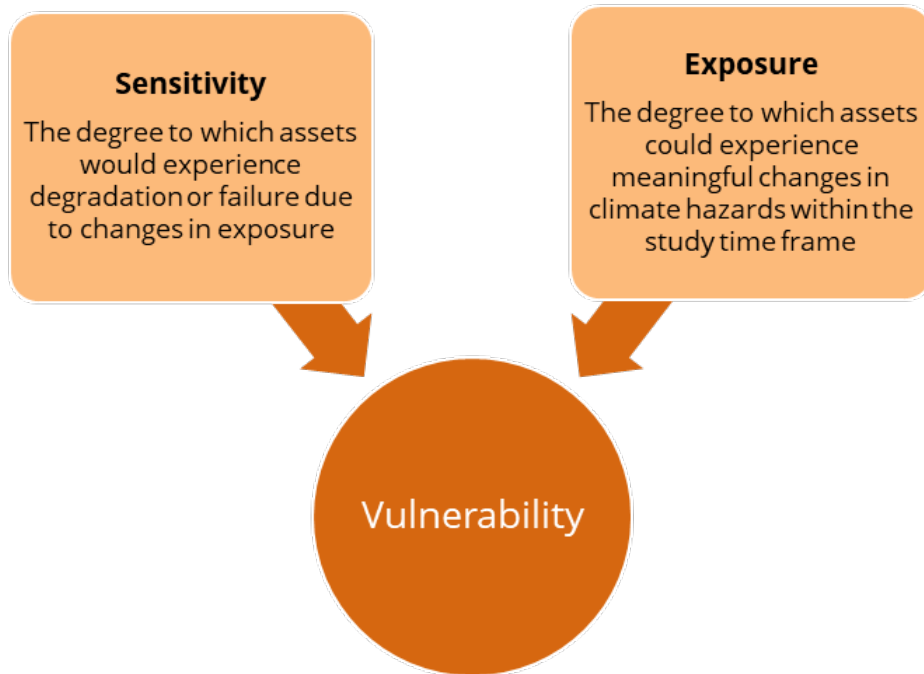 Sensitivity
The degree to which assets
would experience
degradation or failure due
to changes in exposure
Exposure
The degree to which assets
could experience
meaningful changes in
climate hazards within the
study time frame
Vulnerability